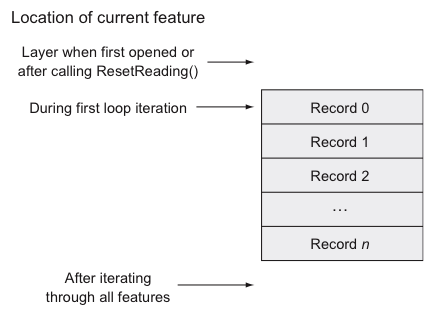 Location of current feature
Layer when first opened or
after calling ResetReading()
During first loop iteration
Record 0
Record 1
Record 2
...
Record n
After iterating
through all features